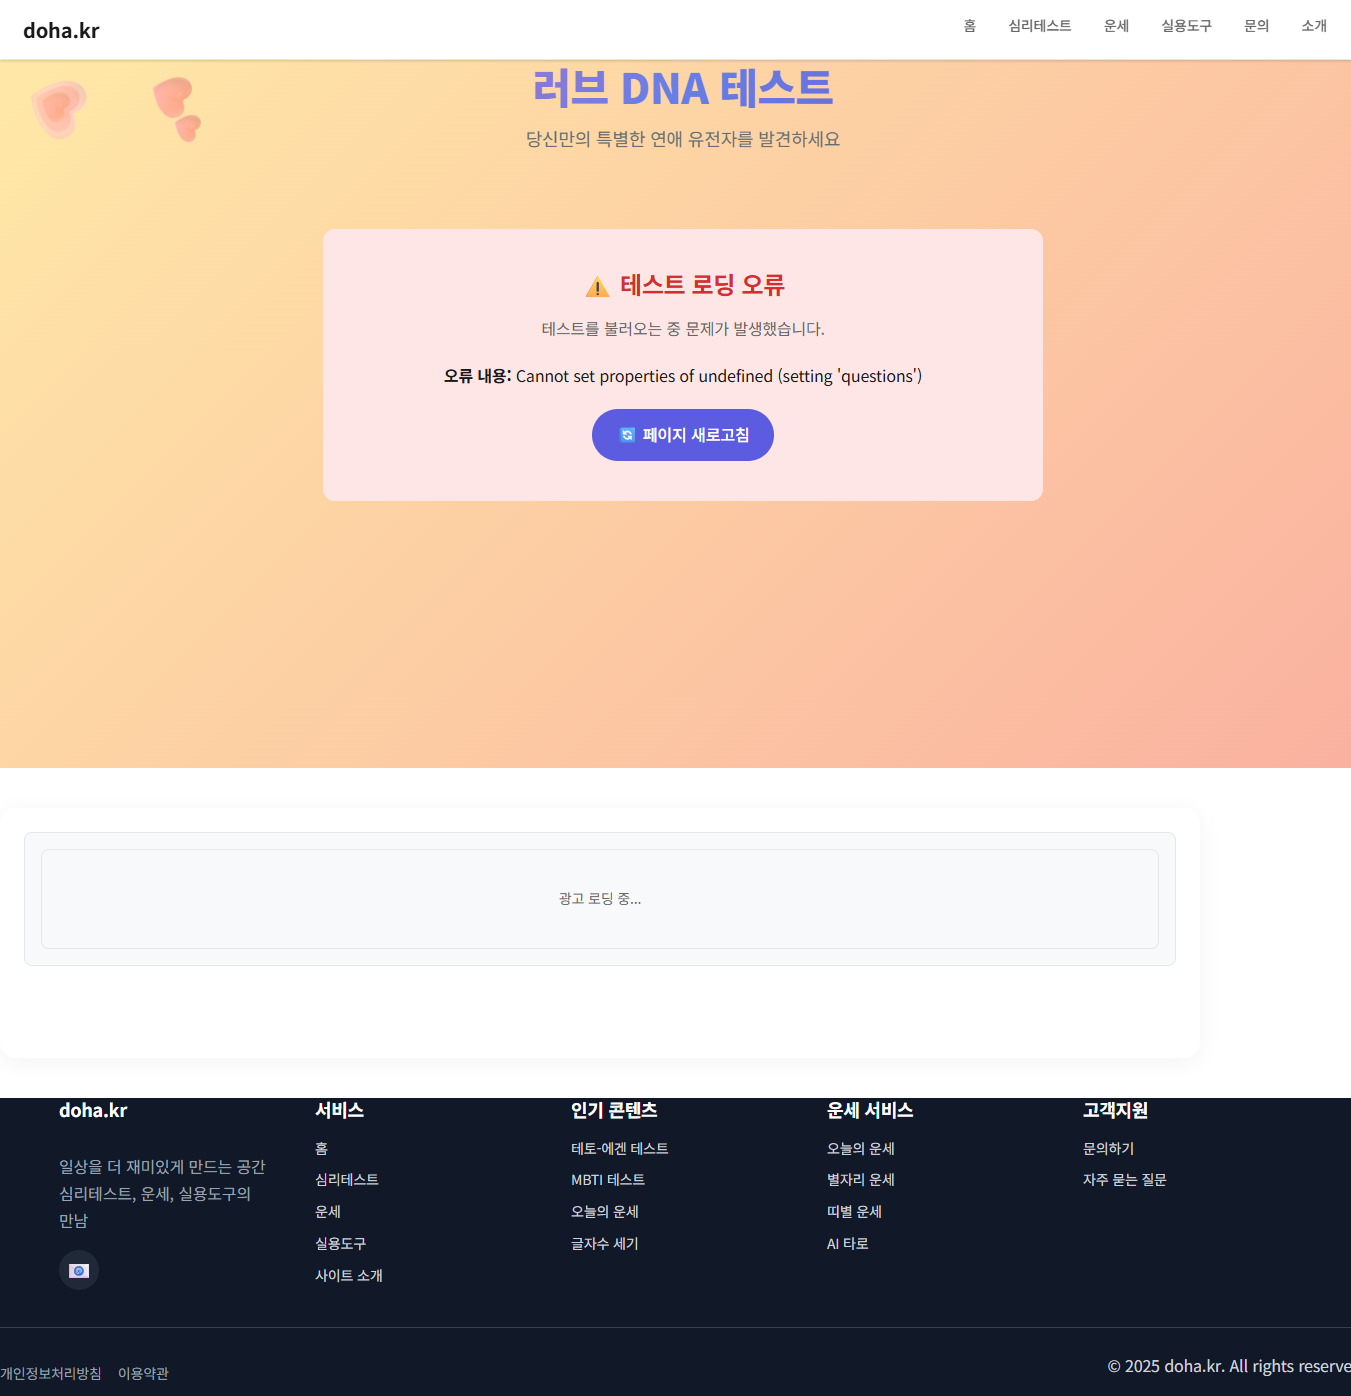 doha.kr
홈 심리테스트 운세 실용도구 문의 소개
러브 DNA 테스트
당신만의 특별한 연애 유전자를 발견하세요
⚠️ 테스트 로딩 오류
테스트를 불러오는 중 문제가 발생했습니다.
오류 내용: Cannot set properties of undefined (setting 'questions')
🔄 페이지 새로고침
광고 로딩 중...
doha.kr
일상을 더 재미있게 만드는 공간
심리테스트, 운세, 실용도구의
만남
서비스
홈
심리테스트
운세
실용도구
사이트 소개
인기 콘텐츠
테토-에겐 테스트
MBTI 테스트
오늘의 운세
글자수 세기
운세 서비스
오늘의 운세
별자리 운세
띠별 운세
AI 타로
고객지원
문의하기
자주 묻는 질문
개인정보처리방침 이용약관
© 2025 doha.kr. All rights reserve